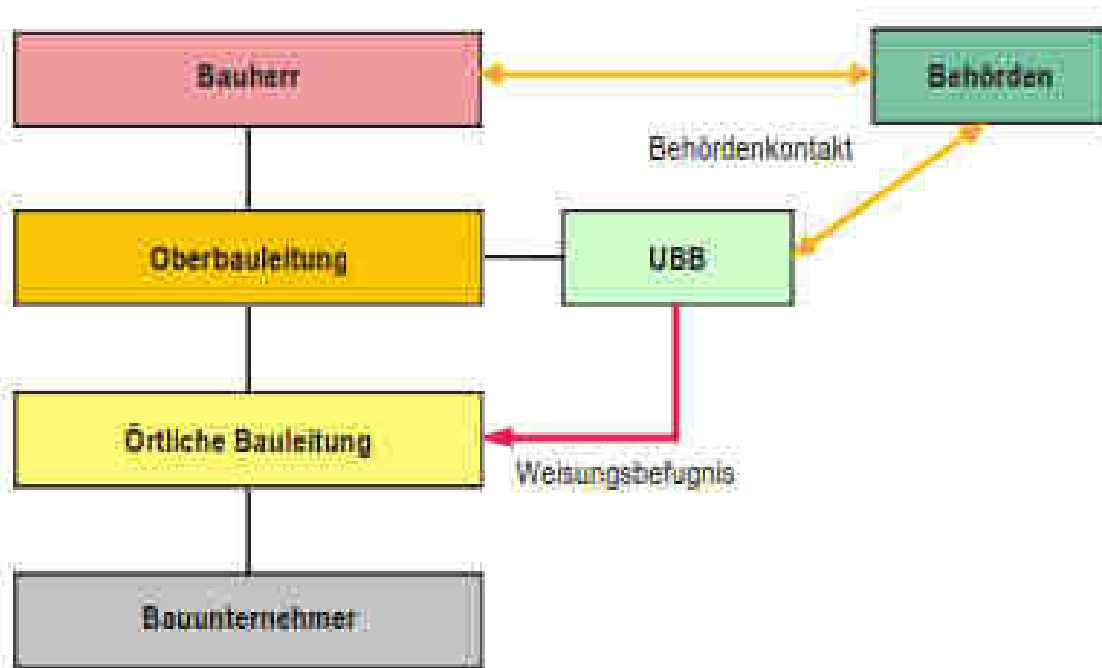 Bauherr
Behörden
Behördenkontakt
Oberbauleitung
UBB
Örtliche Bauleitung
Weisungsbefugnis
Bauunternehmer